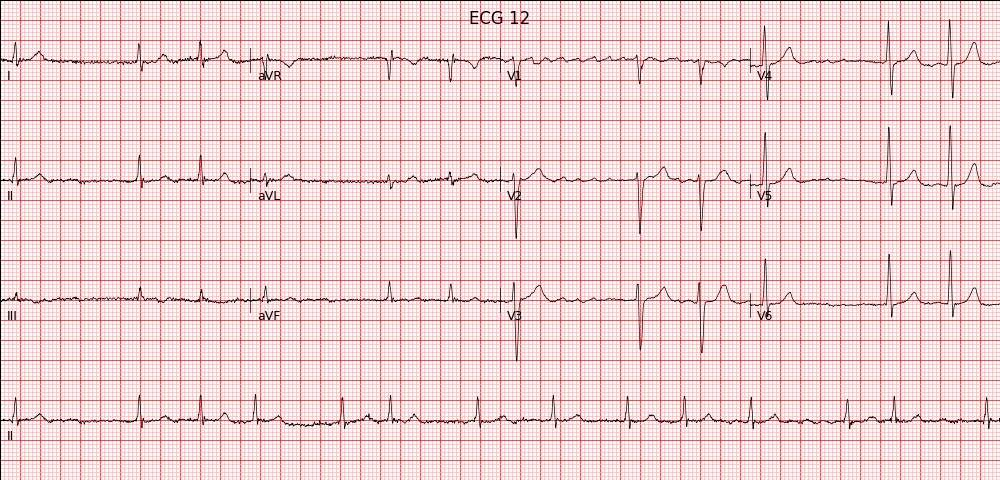 ECG 12
I aVR V1 V4
II aVL V2 V5
III aVF V3 V6
II